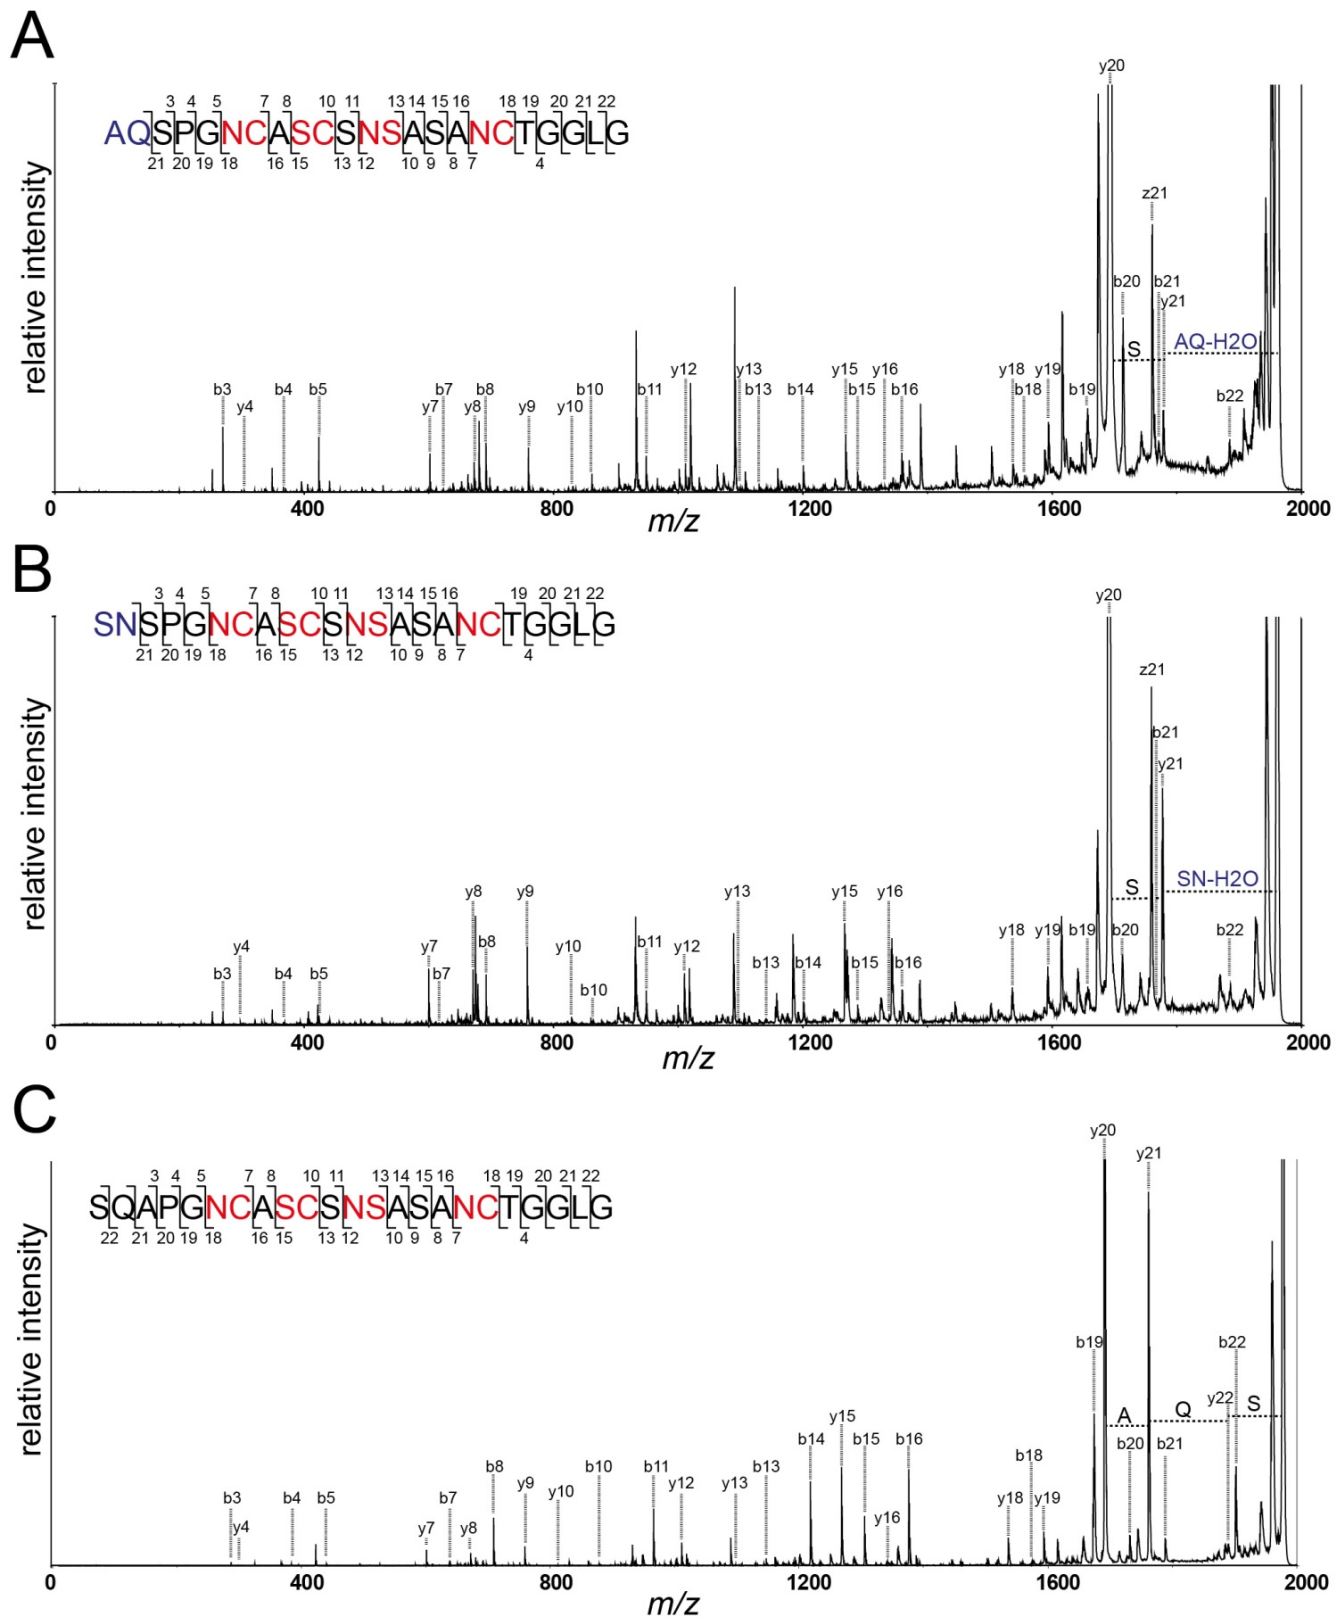 A
3 4 5 7 8 10 11 13 14 15 16 18 19 20 21 22
AQSPGNCASCSNSASANCTGGLG
21 20 19 18 16 15 13 12 10 9 8 7 4
y20
z21
b20 b21
y21
S AQ-H2O
b3 b4 b5 b7 b8 b10 b11 y12 y13 b13 b14 y15 b15 y16 b16 y18 b18 y19 b19 b22
y4 y7 y8 y9 y10
relative intensity
0 400 800 1200 1600 2000
m/z
B
3 4 5 7 8 10 11 13 14 15 16 19 20 21 22
SNSPGNCASCSNSASANCTGGLG
21 20 19 18 16 15 13 12 10 9 8 7 4
y20
z21
b21
y21
S SN-H2O
y8 y9 y13 y15 y16
y4 y7 b8 y10 b11 y12 y18 y19 b19 b20 b22
b3 b4 b5 b7 b10 b13 b14 b15 b16
relative intensity
0 400 800 1200 1600 2000
m/z
C
3 4 5 7 8 10 11 13 14 15 16 18 19 20 21 22
SQAPGNCASCSNSASANCTGGLG
22 21 20 19 18 16 15 13 12 10 9 8 7 4
y20
y21
b19 b22
y22
A Q S
y15
b14 b15 b16 b20 b21
b8 b10 b11 b13 b18
y9 y10 y12 y13 y18 y19
b3 b4 b5 b7 y16
y4 y7 y8
relative intensity
0 400 800 1200 1600 2000
m/z